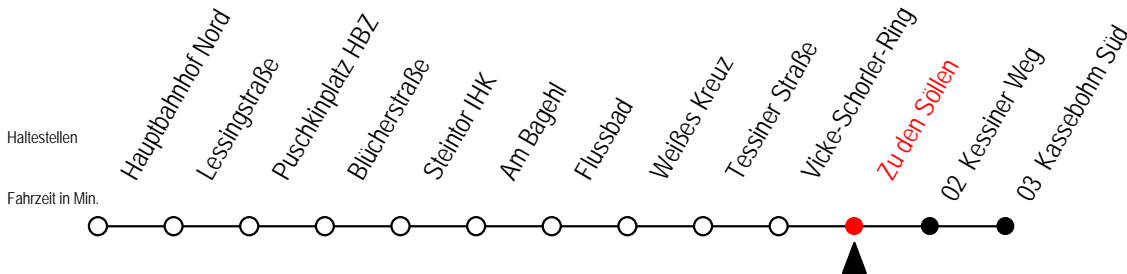 Haltestellen
Hauptbahnhof Nord
Lessingstraße
Puschkinplatz HBZ
Blücherstraße
Steintor IHK
Am Bagehl
Flussbad
Weißes Kreuz
Tessiner Straße
Vicke-Schorler-Ring
Zu den Söllen
02 Kessiner Weg
03 Kassebohm Süd
Fahrzeit in Min.